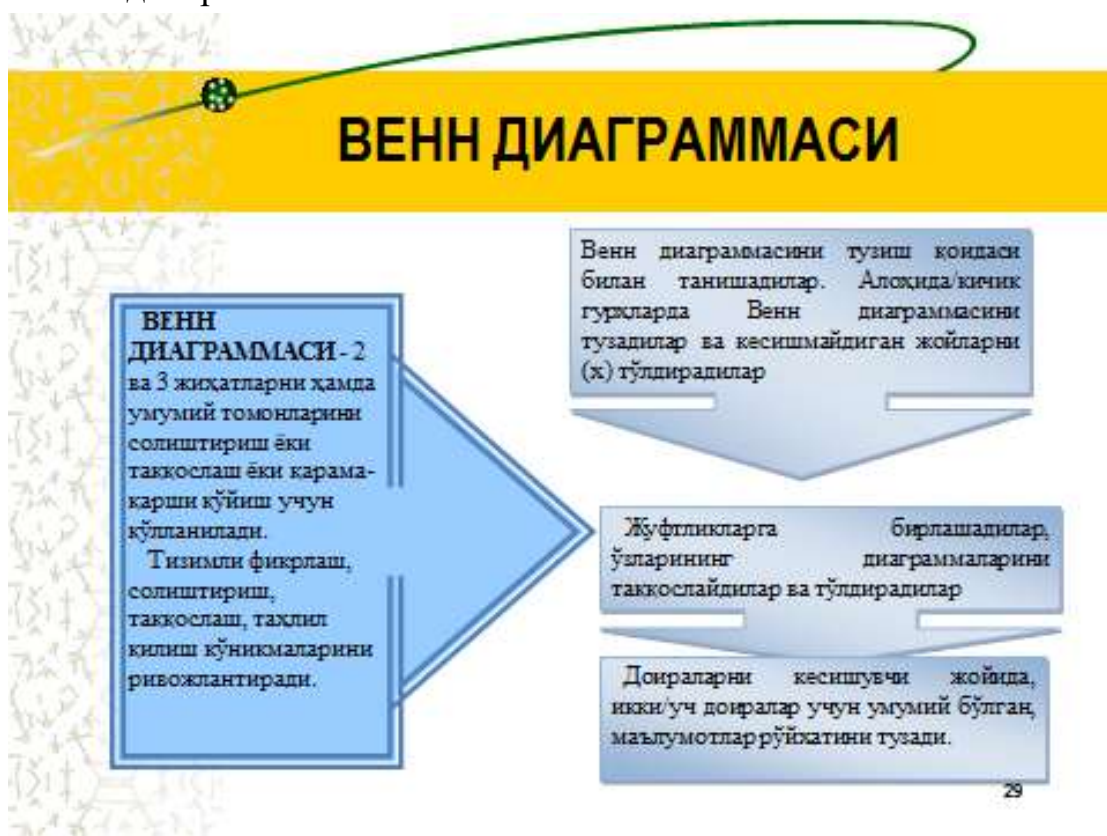 ВЕНН ДИАГРАММАСИ
ВЕНН
ДИАГРАММАСИ - 2
ва 3 жиҳатларни ҳамда
умумий томонларини
солиштириш ёки
таққослаш ёки қарама-
қарши қўйиш учун
қўлланилади.
Тизимли фикрлаш,
солиштириш,
таққослаш, таҳлил
қилиш кўникмаларини
ривожлантиради.
Венн диаграммасини тузиш қоидаси
билан танишадилар. Алоҳида/кичик
гурҳларда Венн диаграммасини
тузадилар ва кесишмайдиган жойларни
(х) тўлдирадилар
Жуфтликларга бирлашадилар,
ўзларининг диаграммаларини
таққослайдилар ва тўлдирадилар
Доираларни кесишувчи жойида,
икки/уч доиралар учун умумий бўлган,
маълумотлар рўйхатини тузади.
29